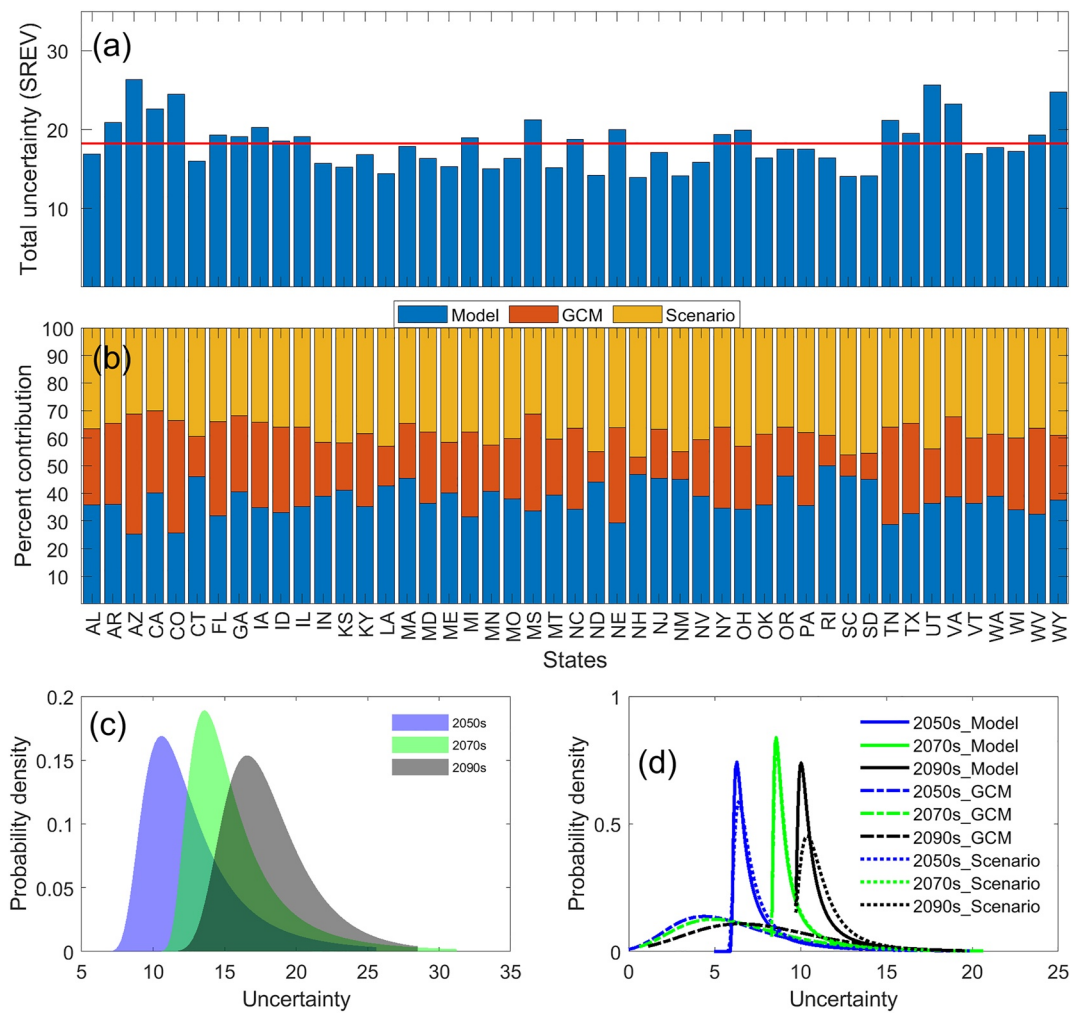 (a)
Total uncertainty (SREV)
30
20
10
Model GCM Scenario
(b)
Percent contribution
100
90
80
70
60
50
40
30
20
10
AL AR AZ CA CO CT FL GA IA ID IL IN KS KY LA MA MD ME MI MN MO MS MT NC ND NE NH NJ NM NV NY OH OK OR PA RI SC SD TN TX UT VA VT WA WI WV WY
States
(c)
Probability density
0.2
0.15
0.1
0.05
0
5 10 15 20 25 30 35
Uncertainty
2050s
2070s
2090s
(d)
Probability density
1
0.5
0
0 5 10 15 20 25
Uncertainty
2050s_Model
2070s_Model
2090s_Model
2050s_GCM
2070s_GCM
2090s_GCM
2050s_Scenario
2070s_Scenario
2090s_Scenario